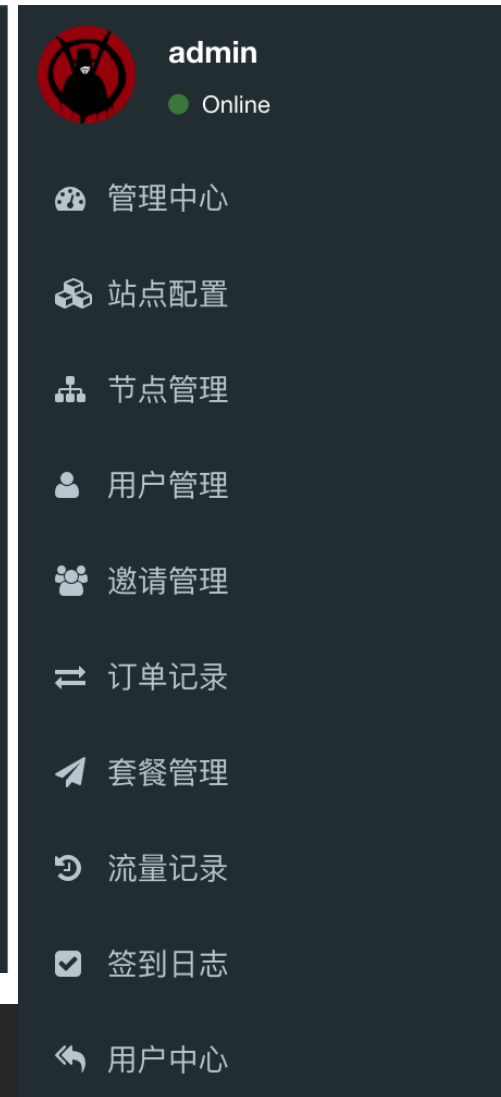 admin
Online
管理中心
站点配置
节点管理
用户管理
邀请管理
订单记录
套餐管理
流量记录
签到日志
用户中心